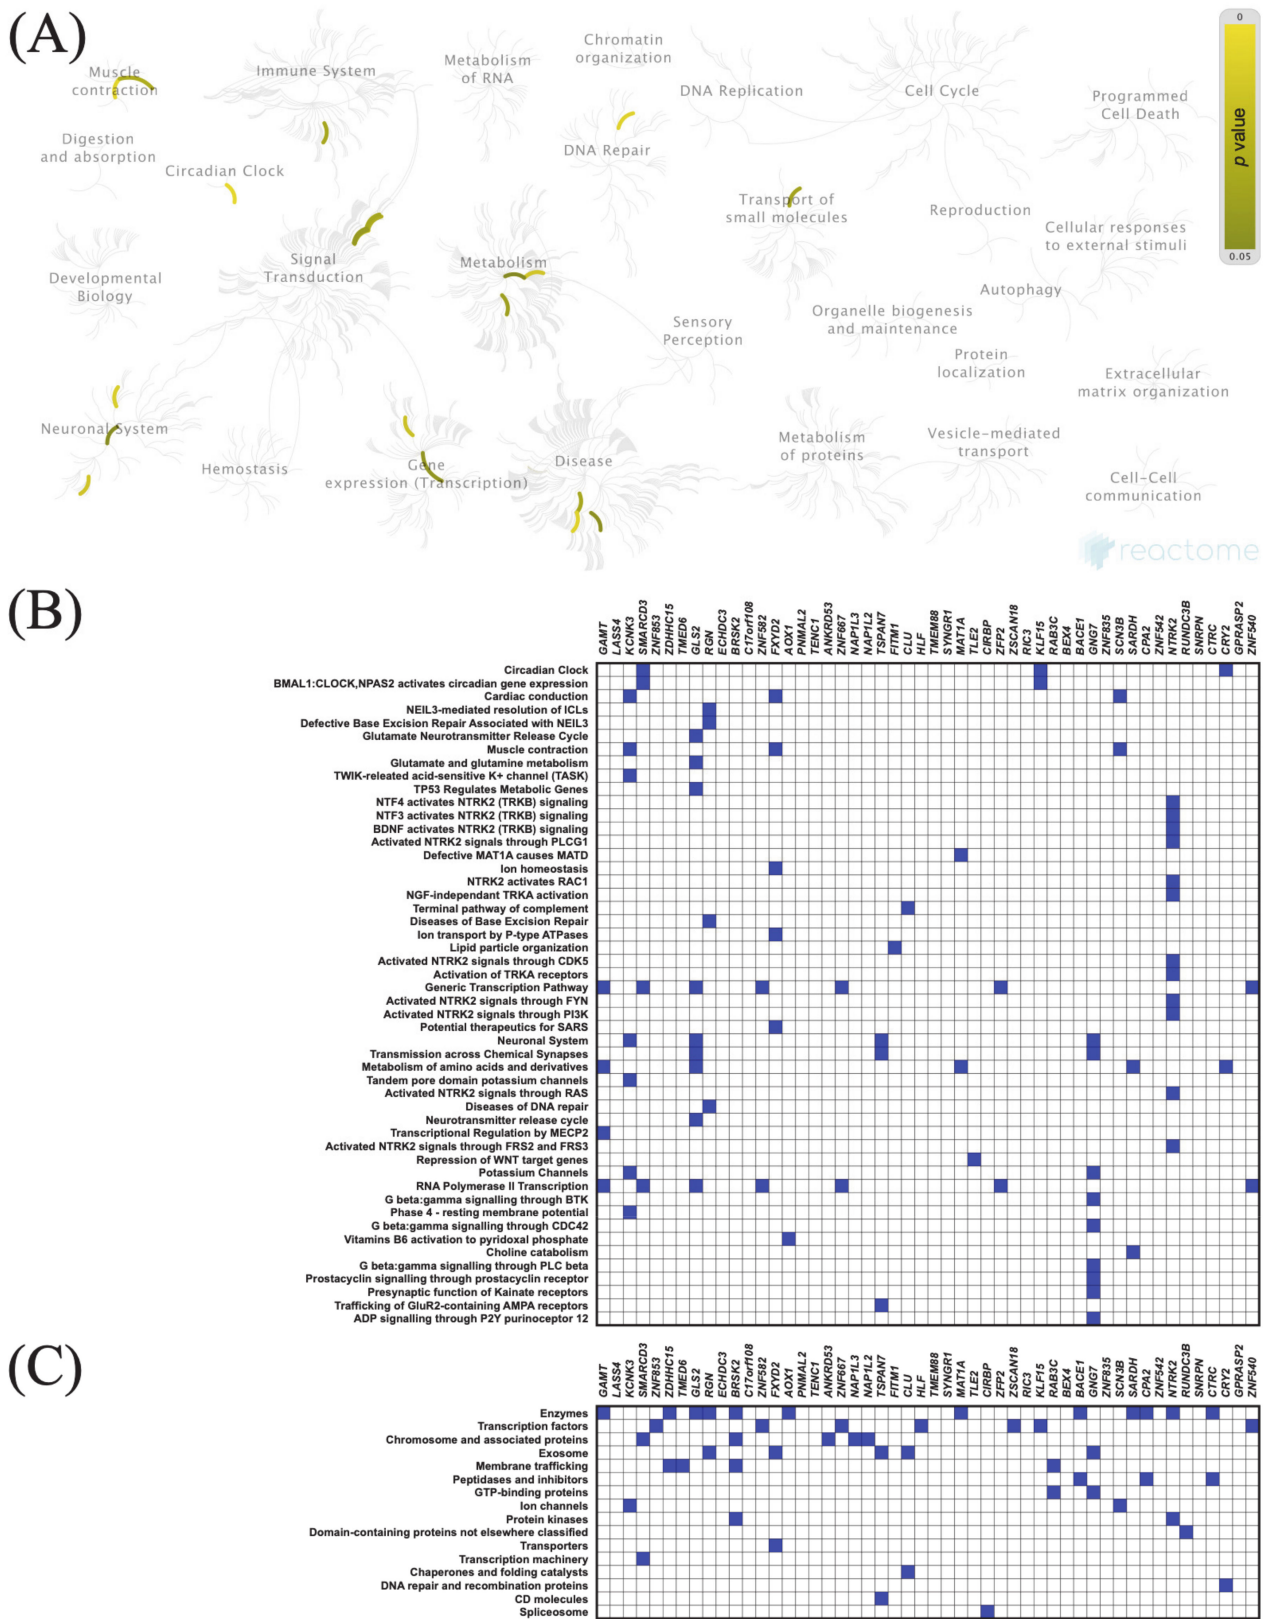 (A)
Muscle
contraction
Immune System
Metabolism
of RNA
Chromatin
organization
DNA Replication
Cell Cycle
Programmed
Cell Death
0
p value
0.05
Digestion
and absorption
Circadian Clock
DNA Repair
Transport of
small molecules
Reproduction
Cellular responses
to external stimuli
Developmental
Biology
Signal
Transduction
Metabolism
Autophagy
Organelle biogenesis
and maintenance
Sensory
Perception
Protein
localization
Extracellular
matrix organization
Neuronal System
Hemostasis
Gene
expression (Transcription)
Disease
Metabolism
of proteins
Vesicle-mediated
transport
Cell-Cell
communication
reactome
(B)
GAMT LASS4 KCNK3 SMARCD3 ZNF853 ZDHHC15 TMED6 GLS2 RGN ECHDC3 BRSK2 C17orf108 ZNF582 FXYD2 AOX1 PNMAL2 TENC1 ANKRD53 ZNF667 NAP1L3 NAP1L2 TSPAN7 FITM1 CLU HLF TMEM88 SYNGR1 MAT1A TLE2 CIRBP ZFP2 ZSCAN18 RIC3 KLF15 RAB3C BEX4 BACE1 GNG7 ZNF835 SCN3B SARDH CPA2 ZNF542 NTRK2 RUNDC3B SNRPN CTRC CRY2 GPRASP2 ZNF540
Circadian Clock
BMAL1:CLOCK,NPAS2 activates circadian gene expression
Cardiac conduction
NEIL3-mediated resolution of ICLs
Defective Base Excision Repair Associated with NEIL3
Glutamate Neurotransmitter Release Cycle
Muscle contraction
Glutamate and glutamine metabolism
TWIK-releated acid-sensitive K+ channel (TASK)
TP53 Regulates Metabolic Genes
NTF4 activates NTRK2 (TRKB) signaling
NTF3 activates NTRK2 (TRKB) signaling
BDNF activates NTRK2 (TRKB) signaling
Activated NTRK2 signals through PLCG1
Defective MAT1A causes MATD
Ion homeostasis
NTRK2 activates RAC1
NGF-independant TRKA activation
Terminal pathway of complement
Diseases of Base Excision Repair
Ion transport by P-type ATPases
Lipid particle organization
Activated NTRK2 signals through CDK5
Activation of TRKA receptors
Generic Transcription Pathway
Activated NTRK2 signals through FYN
Activated NTRK2 signals through PI3K
Potential therapeutics for SARS
Neuronal System
Transmission across Chemical Synapses
Metabolism of amino acids and derivatives
Tandem pore domain potassium channels
Activated NTRK2 signals through RAS
Diseases of DNA repair
Neurotransmitter release cycle
Transcriptional Regulation by MECP2
Activated NTRK2 signals through FRS2 and FRS3
Repression of WNT target genes
Potassium Channels
RNA Polymerase II Transcription
G beta:gamma signalling through BTK
Phase 4 - resting membrane potential
G beta:gamma signalling through CDC42
Vitamins B6 activation to pyridoxal phosphate
Choline catabolism
G beta:gamma signalling through PLC beta
Prostacyclin signalling through prostacyclin receptor
Presynaptic function of Kainate receptors
Trafficking of GluR2-containing AMPA receptors
ADP signalling through P2Y purinoceptor 12
(C)
GAMT LASS4 KCNK3 SMARCD3 ZNF853 ZDHHC15 TMED6 GLS2 RGN ECHDC3 BRSK2 C17orf108 ZNF582 FXYD2 AOX1 PNMAL2 TENC1 ANKRD53 ZNF667 NAP1L3 NAP1L2 TSPAN7 FITM1 CLU HLF TMEM88 SYNGR1 MAT1A TLE2 CIRBP ZFP2 ZSCAN18 RIC3 KLF15 RAB3C BEX4 BACE1 GNG7 ZNF835 SCN3B SARDH CPA2 ZNF542 NTRK2 RUNDC3B SNRPN CTRC CRY2 GPRASP2 ZNF540
Enzymes
Transcription factors
Chromosome and associated proteins
Exosome
Membrane trafficking
Peptidases and inhibitors
GTP-binding proteins
Ion channels
Protein kinases
Domain-containing proteins not elsewhere classified
Transporters
Transcription machinery
Chaperones and folding catalysts
DNA repair and recombination proteins
CD molecules
Spliceosome